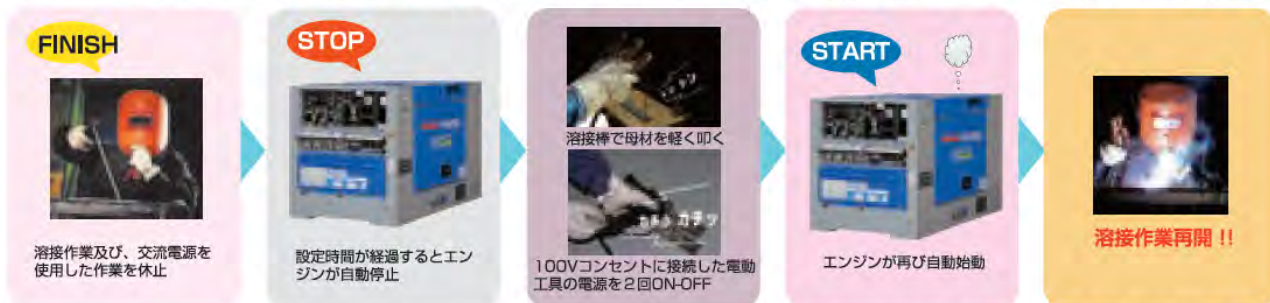 FINISH
溶接作業及び、交流電源を
使用した作業を休止
STOP
設定時間が経過するとエン
ジンが自動停止
溶接棒で母材を軽く叩く
カチッ
100Vコンセントに接続した電動
工具の電源を2回ON-OFF
START
エンジンが再び自動始動
溶接作業再開 !!